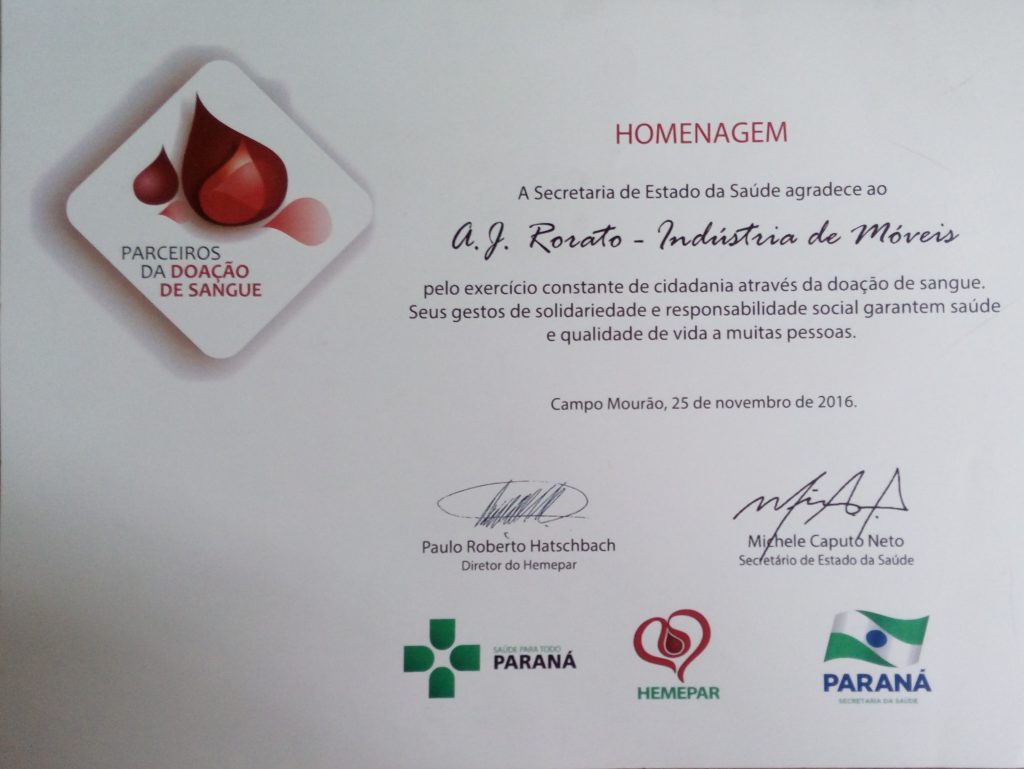 PARCEIROS
DA DOAÇÃO
DE SANGUE
HOMENAGEM
A Secretaria de Estado da Saúde agradece ao
A.J. Rorato - Indústria de Móveis
pelo exercício constante de cidadania através da doação de sangue.
Seus gestos de solidariedade e responsabilidade social garantem saúde
e qualidade de vida a muitas pessoas.
Campo Mourão, 25 de novembro de 2016.
Paulo Roberto Hatschbach
Diretor do Hemepar
Michele Caputo Neto
Secretário de Estado da Saúde
SAÚDE PARA TODO
PARANÁ
HEMEPAR
PARANÁ
SECRETARIA DA SAÚDE